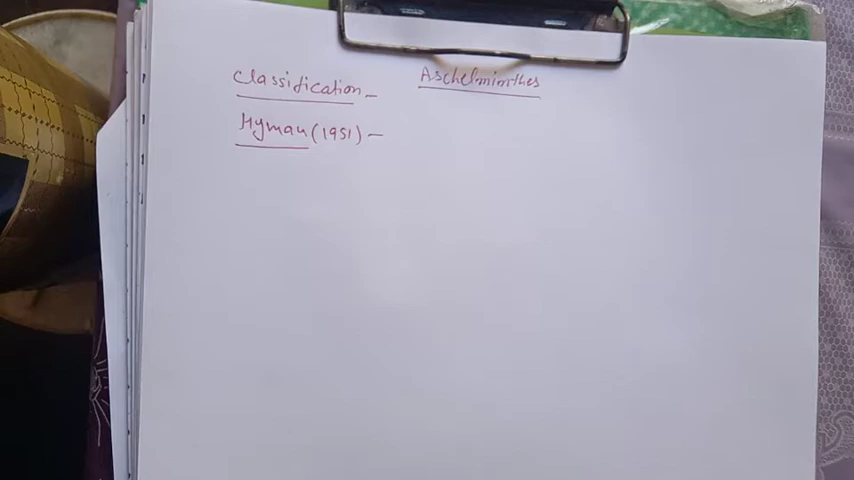 Classification - Aschelminthes
Hyman (1951) -